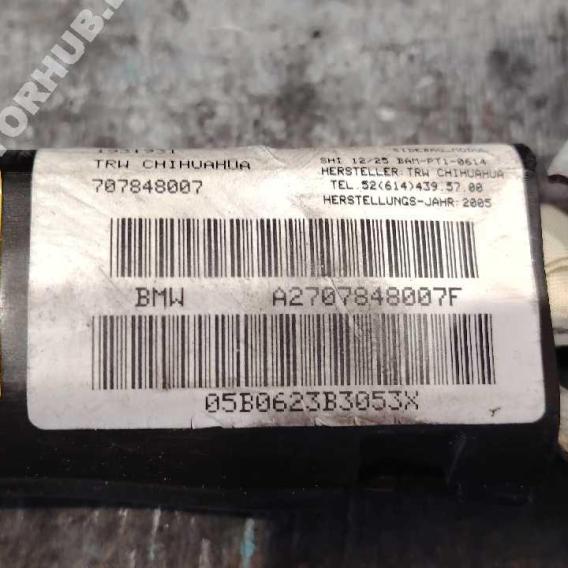 TRW CHIHUAHUA
707848007
SHI 12/25 BAM-PT1-0614
HERSTELLER: TRW CHIHUAHUA
TEL.52(614)439.57.00
HERSTELLUNGS-JAHR:2005
BMW A2707848007F
05B0623B3053X